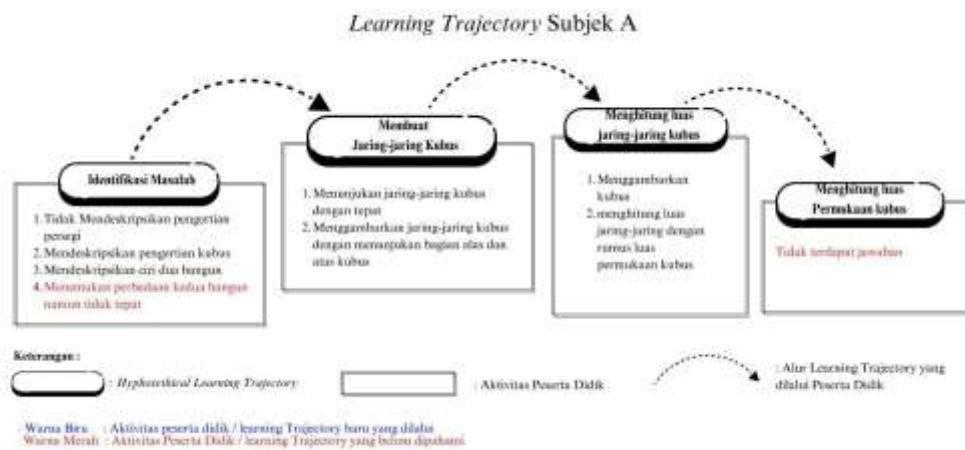 Learning Trajectory Subjek A
Identifikasi Masalah
1. Tidak Mendeskripsikan pengertian
persegi
2. Mendeskripsikan pengertian kubus
3. Mendeskripsikan ciri dua bangun
4. Menemukan perbedaan kedua bangun
namun tidak tepat
Membuat
Jaring-jaring Kubus
1. Menunjukan jaring-jaring kubus
dengan tepat
2. Menggambarkan jaring-jaring kubus
dengan menunjukan bagian alas dan
atas kubus
Menghitung luas
jaring-jaring kubus
1. Menggambarkan
kubus
2. menghitung luas
jaring-jaring dengan
rumus luas
permukaan kubus
Menghitung luas
Permukaan kubus
Tidak terdapat jawaban
Keterangan :
: Hyphotethical Learning Trajectory
: Aktivitas Peserta Didik
: Alur Learning Trajectory yang
dilalui Peserta Didik
Warna Biru : Aktivitas peserta didik / learning Trajectory baru yang dilalui
Warna Merah : Aktivitas Peserta Didik / learning Trajectory yang belum dipahami